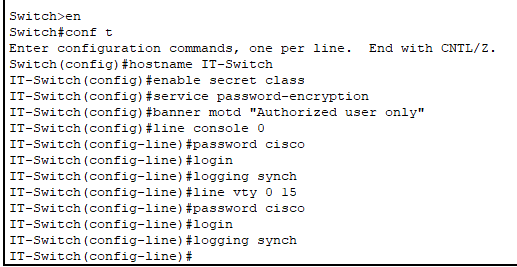 Switch>en
Switch#conf t
Enter configuration commands, one per line.  End with CNTL/Z.
Switch(config)#hostname IT-Switch
IT-Switch(config)#enable secret class
IT-Switch(config)#service password-encryption
IT-Switch(config)#banner motd "Authorized user only"
IT-Switch(config)#line console 0
IT-Switch(config-line)#password cisco
IT-Switch(config-line)#login
IT-Switch(config-line)#logging synch
IT-Switch(config-line)#line vty 0 15
IT-Switch(config-line)#password cisco
IT-Switch(config-line)#login
IT-Switch(config-line)#logging synch
IT-Switch(config-line)#